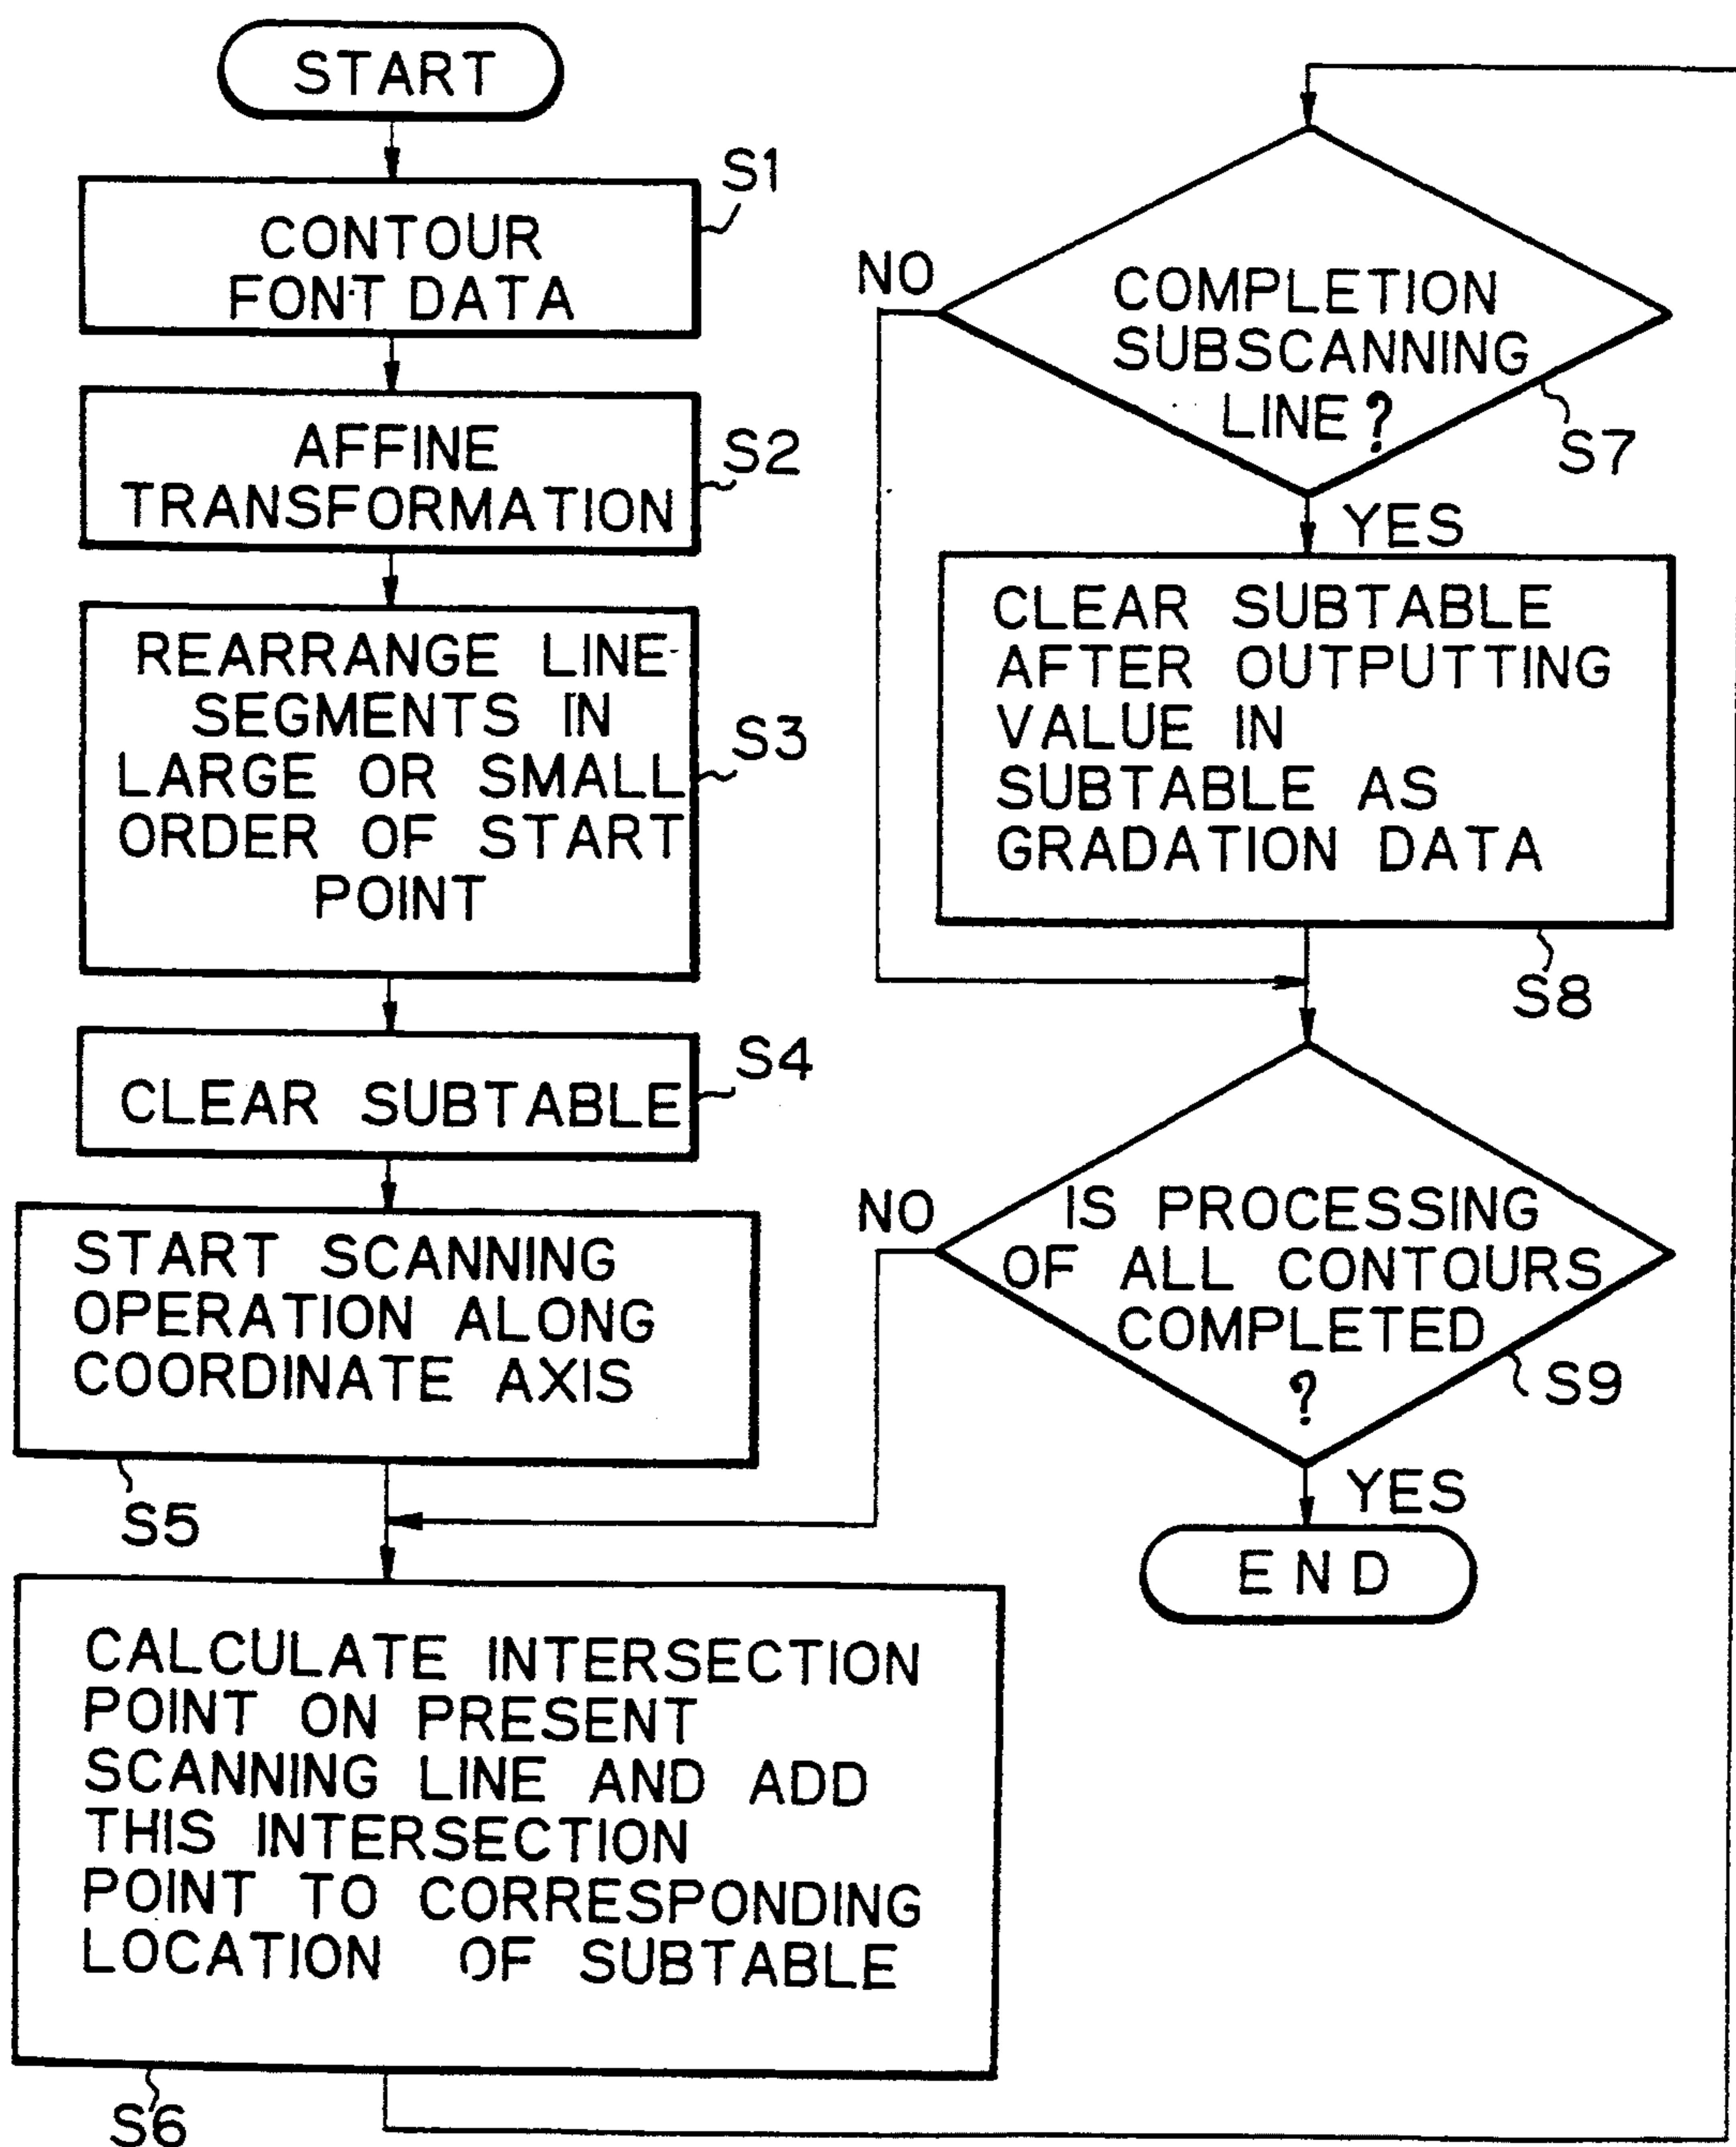 START
S1
CONTOUR
FONT DATA
AFFINE
TRANSFORMATION
S2
REARRANGE LINE
SEGMENTS IN
LARGE OR SMALL
ORDER OF START
POINT
S3
CLEAR SUBTABLE
S4
START SCANNING
OPERATION ALONG
COORDINATE AXIS
S5
CALCULATE INTERSECTION
POINT ON PRESENT
SCANNING LINE AND ADD
THIS INTERSECTION
POINT TO CORRESPONDING
LOCATION OF SUBTABLE
S6
NO
COMPLETION
SUBSCANNING
LINE?
S7
YES
CLEAR SUBTABLE
AFTER OUTPUTTING
VALUE IN
SUBTABLE AS
GRADATION DATA
S8
NO
IS PROCESSING
OF ALL CONTOURS
COMPLETED
?
S9
YES
END